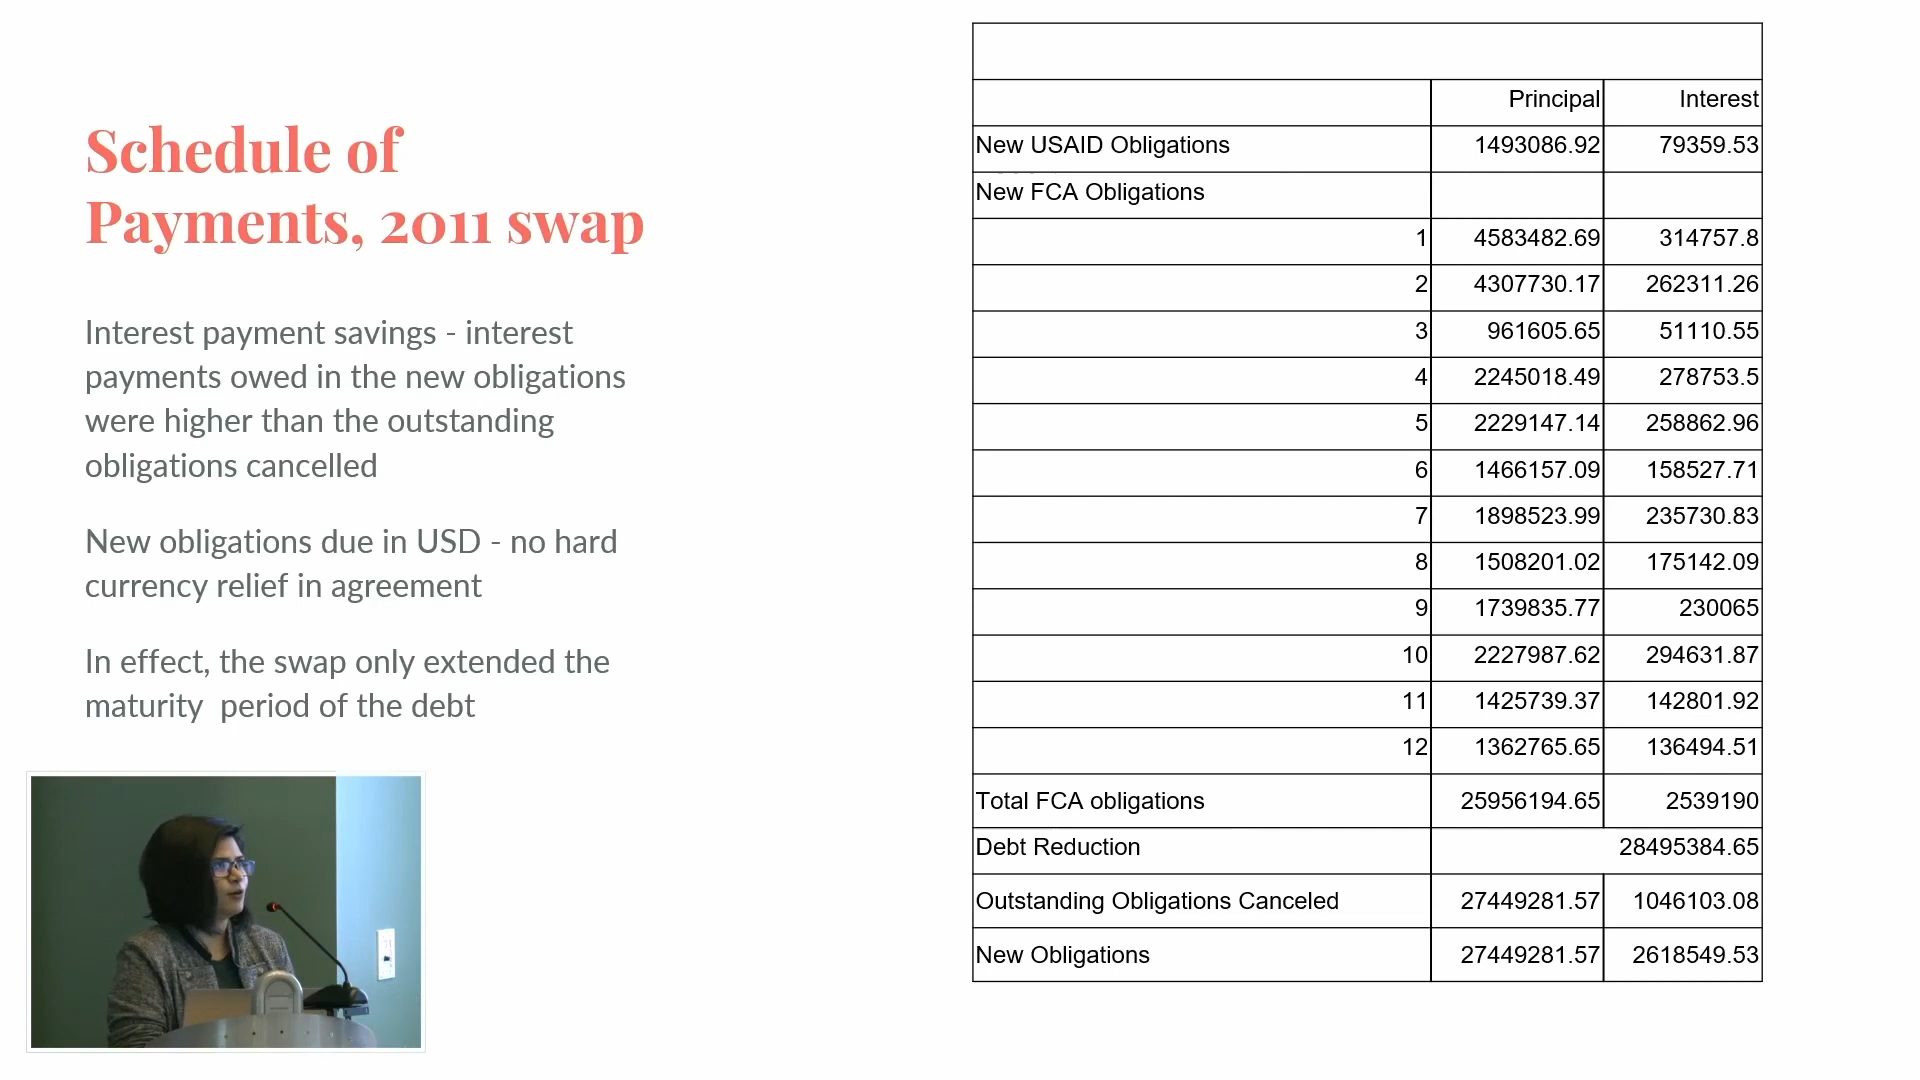 Schedule of
Payments, 2011 swap
Interest payment savings - interest
payments owed in the new obligations
were higher than the outstanding
obligations cancelled
New obligations due in USD - no hard
currency relief in agreement
In effect, the swap only extended the
maturity  period of the debt
Principal Interest
New USAID Obligations 1493086.92 79359.53
New FCA Obligations
1 4583482.69 314757.8
2 4307730.17 262311.26
3 961605.65 51110.55
4 2245018.49 278753.5
5 2229147.14 258862.96
6 1466157.09 158527.71
7 1898523.99 235730.83
8 1508201.02 175142.09
9 1739835.77 230065
10 2227987.62 294631.87
11 1425739.37 142801.92
12 1362765.65 136494.51
Total FCA obligations 25956194.65 2539190
Debt Reduction 28495384.65
Outstanding Obligations Canceled 27449281.57 1046103.08
New Obligations 27449281.57 2618549.53